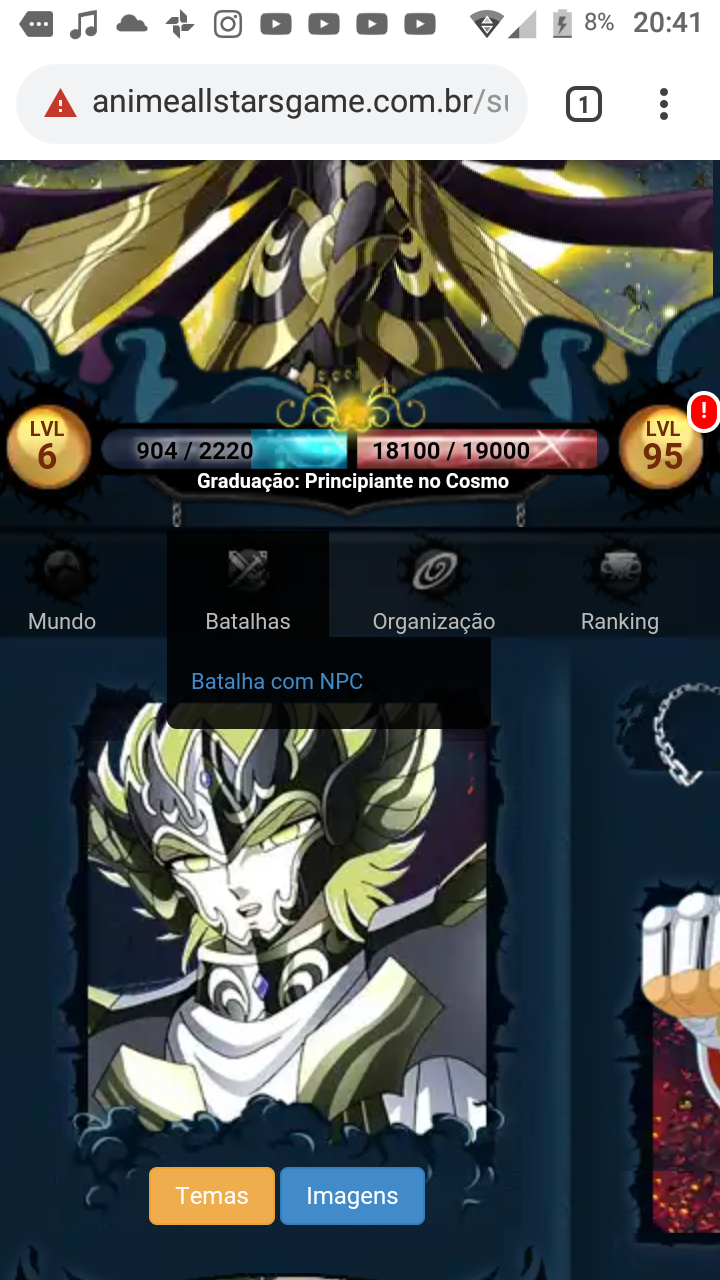 8% 20:41
animeallstarsgame.com.br/su
1
LVL
6
904 / 2220
18100 / 19000
LVL
95
!
Graduação: Principiante no Cosmo
Mundo
Batalhas
Organização
Ranking
Batalha com NPC
Temas
Imagens